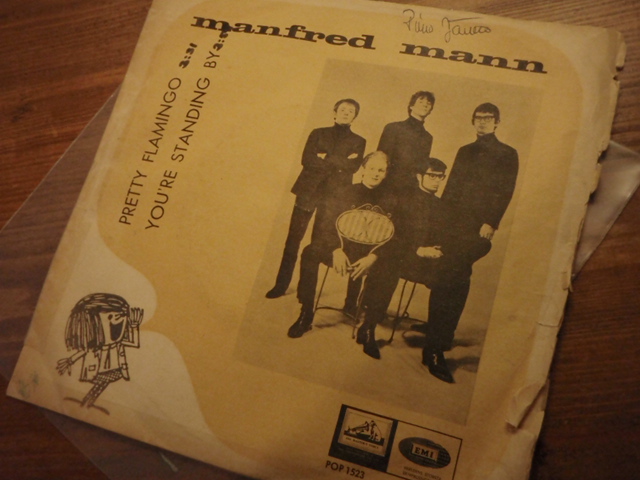 manfred mann
PRETTY FLAMINGO
YOU'RE STANDING BY
EMI
POP 1523